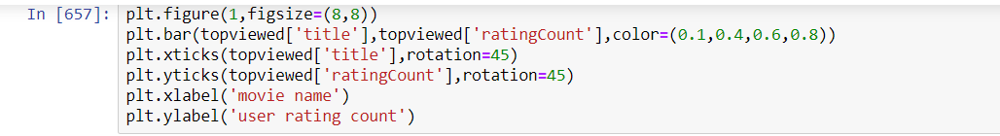 In [657]: plt.figure(1,figsize=(8,8))
plt.bar(topviewed['title'],topviewed['ratingCount'],color=(0.1,0.4,0.6,0.8))
plt.xticks(topviewed['title'],rotation=45)
plt.yticks(topviewed['ratingCount'],rotation=45)
plt.xlabel('movie name')
plt.ylabel('user rating count')